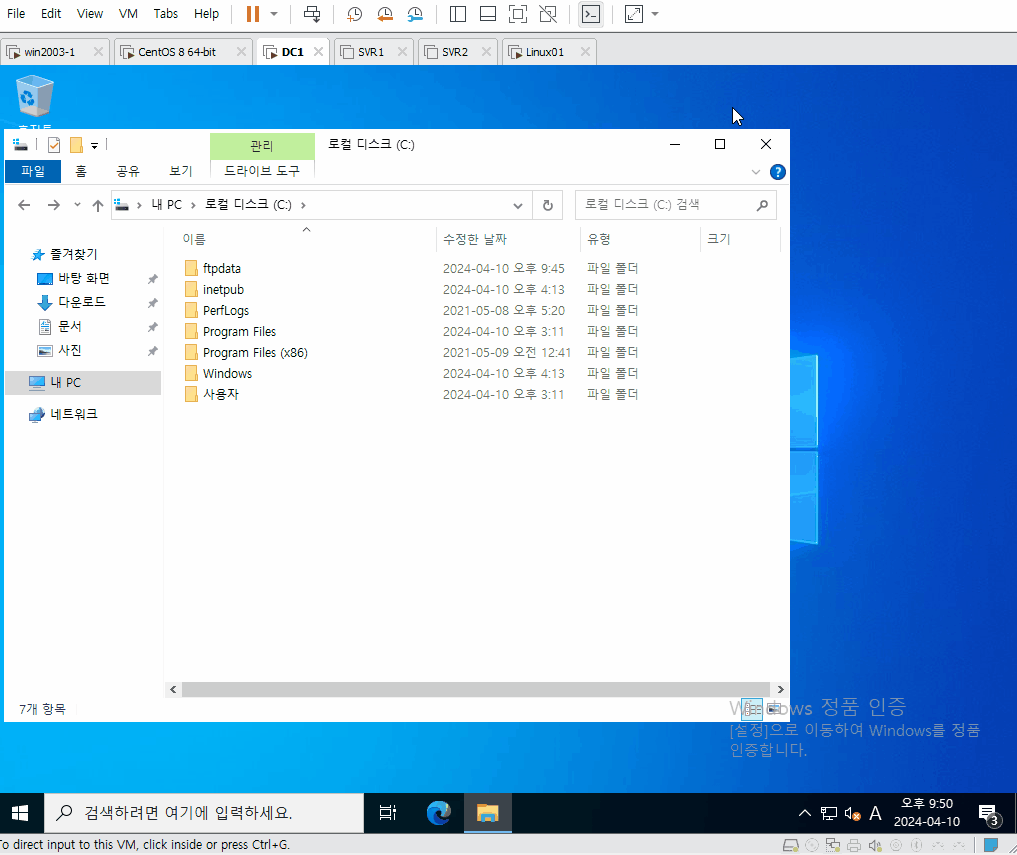 File Edit View VM Tabs Help
win2003-1 CentOS 8 64-bit DC1 SVR1 SVR2 Linux01
관리 로컬 디스크 (C:)
파일 홈 공유 보기 드라이브 도구
내 PC 로컬 디스크 (C:) 로컬 디스크 (C:) 검색
이름 수정한 날짜 유형 크기
즐겨찾기
바탕 화면
다운로드
문서
사진
내 PC
네트워크
ftpdata 2024-04-10 오후 9:45 파일 폴더
inetpub 2024-04-10 오후 4:13 파일 폴더
PerfLogs 2021-05-08 오후 5:20 파일 폴더
Program Files 2024-04-10 오후 3:11 파일 폴더
Program Files (x86) 2021-05-09 오전 12:41 파일 폴더
Windows 2024-04-10 오후 4:13 파일 폴더
사용자 2024-04-10 오후 3:11 파일 폴더
7개 항목
Windows 정품 인증
[설정]으로 이동하여 Windows를 정품
인증합니다.
검색하려면 여기에 입력하세요.
A
오후 9:50
2024-04-10
3
To direct input to this VM, click inside or press Ctrl+G.